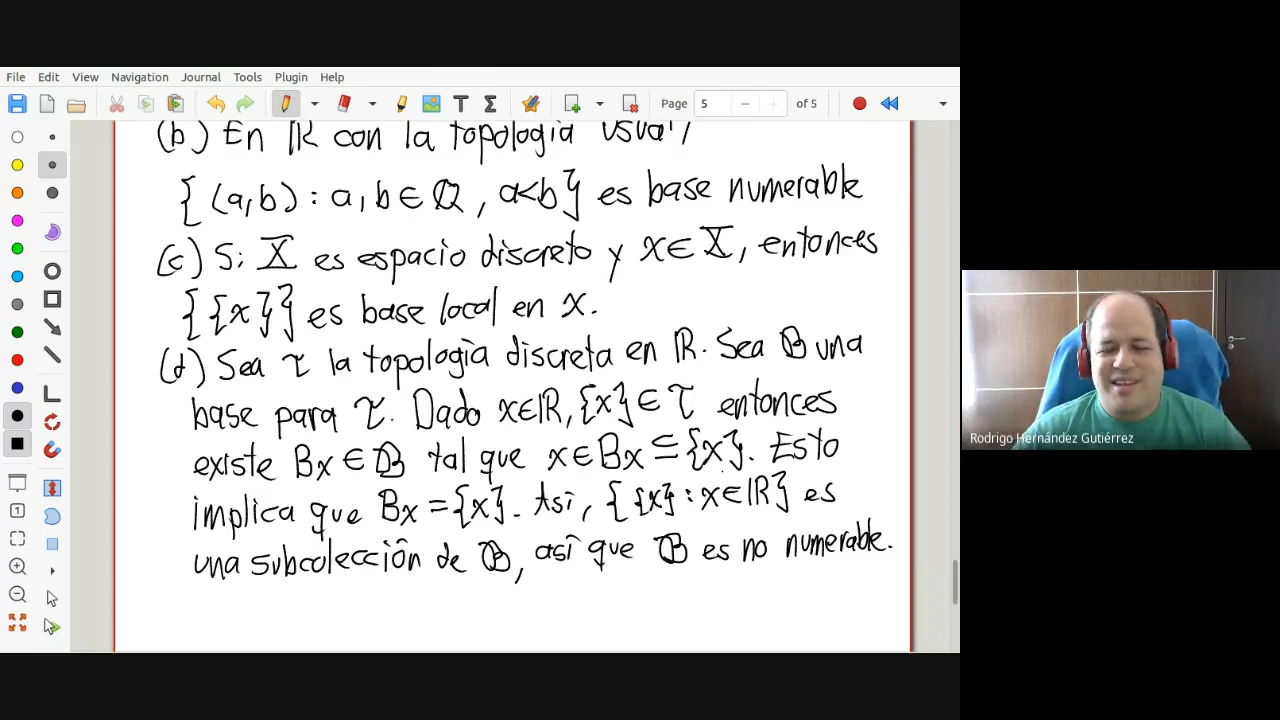 File Edit View Navigation Journal Tools Plugin Help
Page 5 of 5
(b) En ℝ con la topología usual,
{(a,b) : a,b ∈ ℚ, a<b} es base numerable
(c) Si X es espacio discreto y x ∈ X, entonces
{{x}} es base local en x.
(d) Sea τ la topología discreta en ℝ. Sea 𝔅 una
base para τ. Dado x∈ℝ, {x} ∈ τ entonces
existe Bx ∈ 𝔅 tal que x ∈ Bx ⊆ {x}. Esto
implica que Bx = {x}. Así, {{x} : x∈ℝ} es
una subcolección de 𝔅, así que 𝔅 es no numerable.
Rodrigo Hernández Gutiérrez